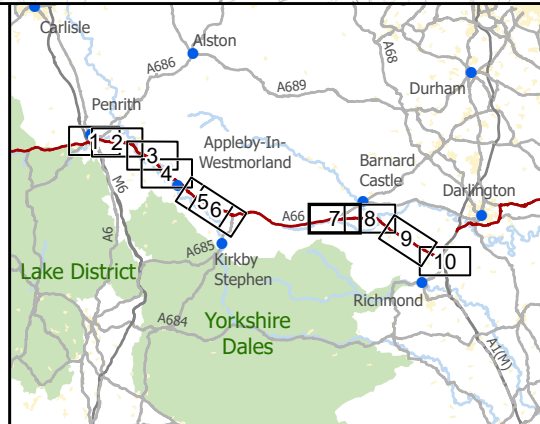 Carlisle
Alston
A686
A68
A689
Durham
Penrith
1
2
3
4
5
6
Appleby-In-
Westmorland
Barnard
Castle
Darlington
M6
A6
A66
7
8
9
10
A685
Kirkby
Stephen
Lake District
Richmond
A684
Yorkshire
Dales
A1(M)